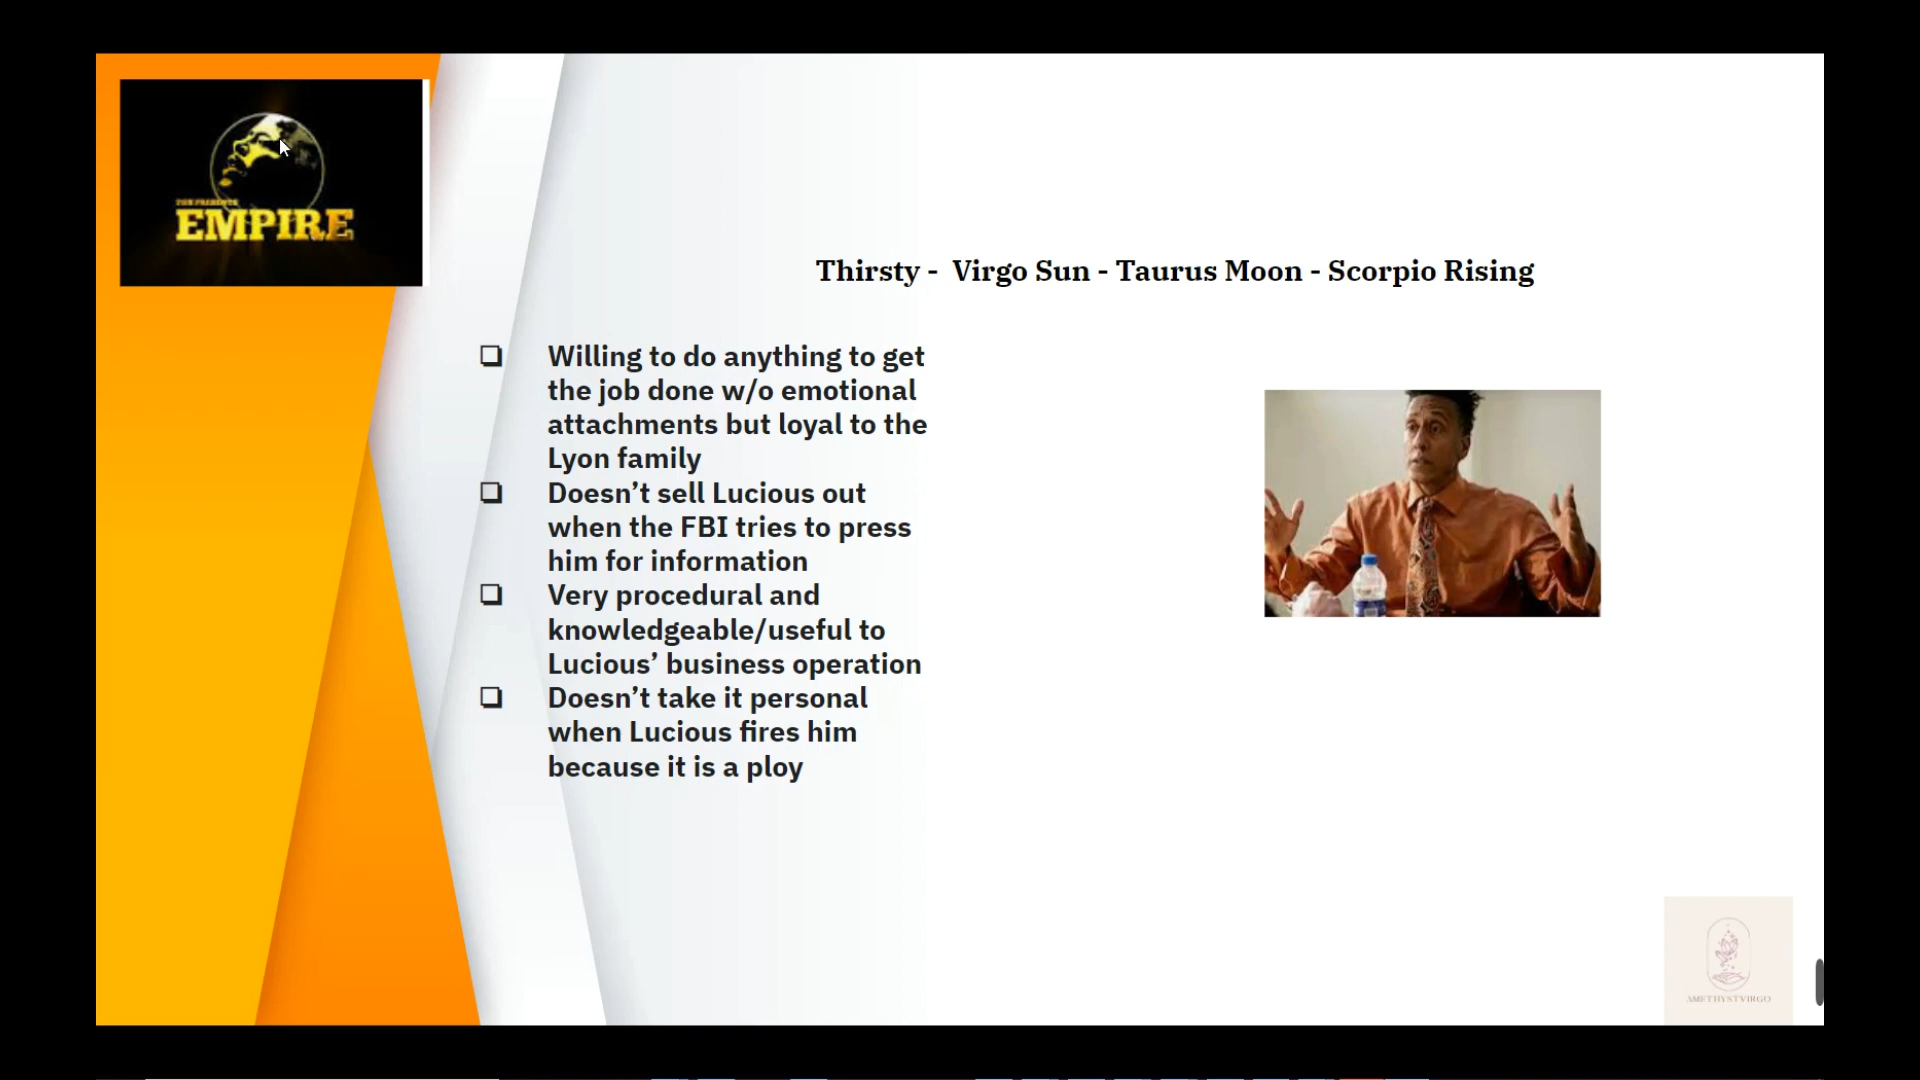 FOX PRESENTS
EMPIRE
Thirsty - Virgo Sun - Taurus Moon - Scorpio Rising
❏ Willing to do anything to get
the job done w/o emotional
attachments but loyal to the
Lyon family
❏ Doesn’t sell Lucious out
when the FBI tries to press
him for information
❏ Very procedural and
knowledgeable/useful to
Lucious’ business operation
❏ Doesn’t take it personal
when Lucious fires him
because it is a ploy
AMETHYSTVIRGO